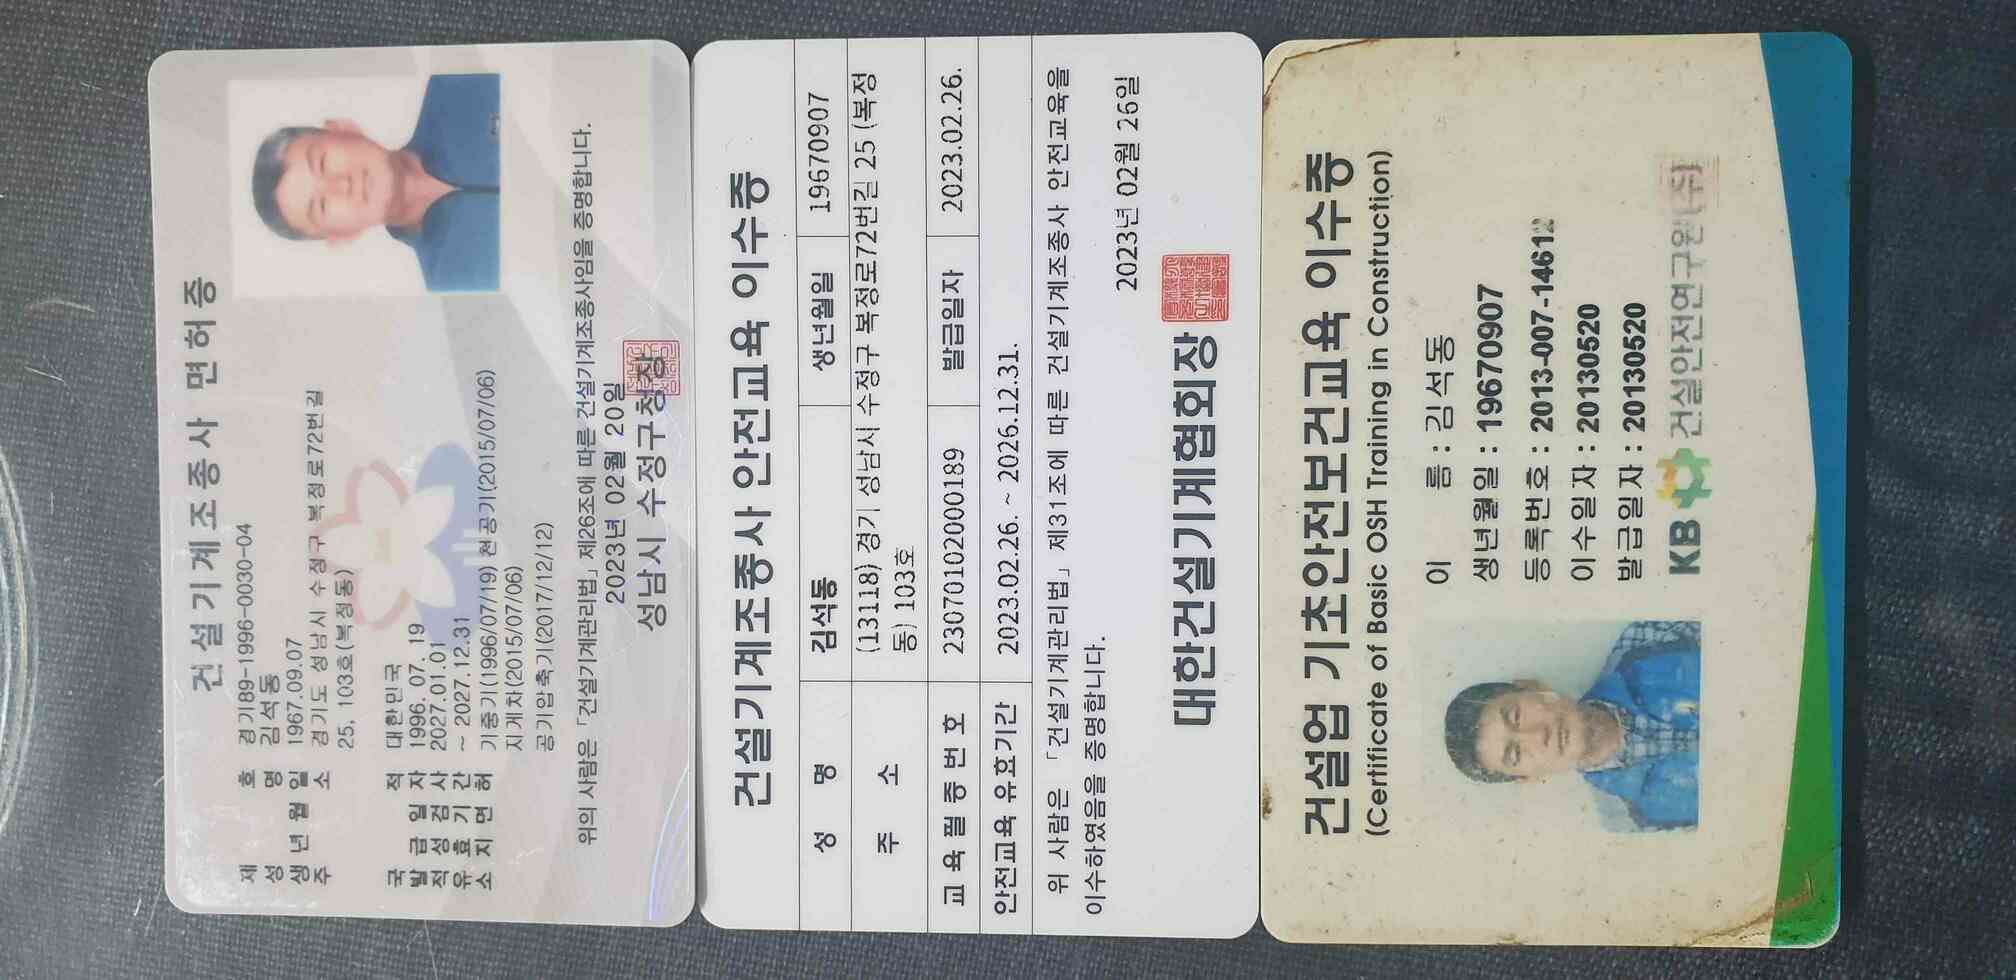 건설기계조종사 면허증
제 호 경기89-1996-0030-04
성 명 김석동
생 년 월 일 1967.09.07
주 소 경기도 성남시 수정구 복정로72번길
25, 103호(복정동)
국 적 대한민국
발 급 일 자 1996. 07. 19
적 성 검 사 2027.01.01
유 효 기 간 ~ 2027.12.31
소 지 면 허 기중기(1996/07/19) 천공기(2015/07/06)
지게차(2015/07/06)
공기압축기(2017/12/12)
위의 사람은 「건설기계관리법」 제26조에 따른 건설기계조종사임을 증명합니다.
2023년 02월 20일
성남시 수정구청장
건설기계조종사 안전교육 이수증
성 명 김석동 생년월일 19670907
주 소 (13118) 경기 성남시 수정구 복정로72번길 25 (복정
동) 103호
교 육 필 증 번 호 23070102000189 발급일자 2023.02.26.
안전교육 유효기간 2023.02.26. ~ 2026.12.31.
위 사람은 「건설기계관리법」 제31조에 따른 건설기계조종사 안전교육을
이수하였음을 증명합니다.
2023년 02월 26일
대한건설기계협회장
건설업 기초안전보건교육 이수증
(Certificate of Basic OSH Training in Construction)
이 름 : 김석동
생년월일 : 19670907
등록번호 : 2013-007-14612
이수일자 : 20130520
발급일자 : 20130520
KB 건설안전연구원(주)